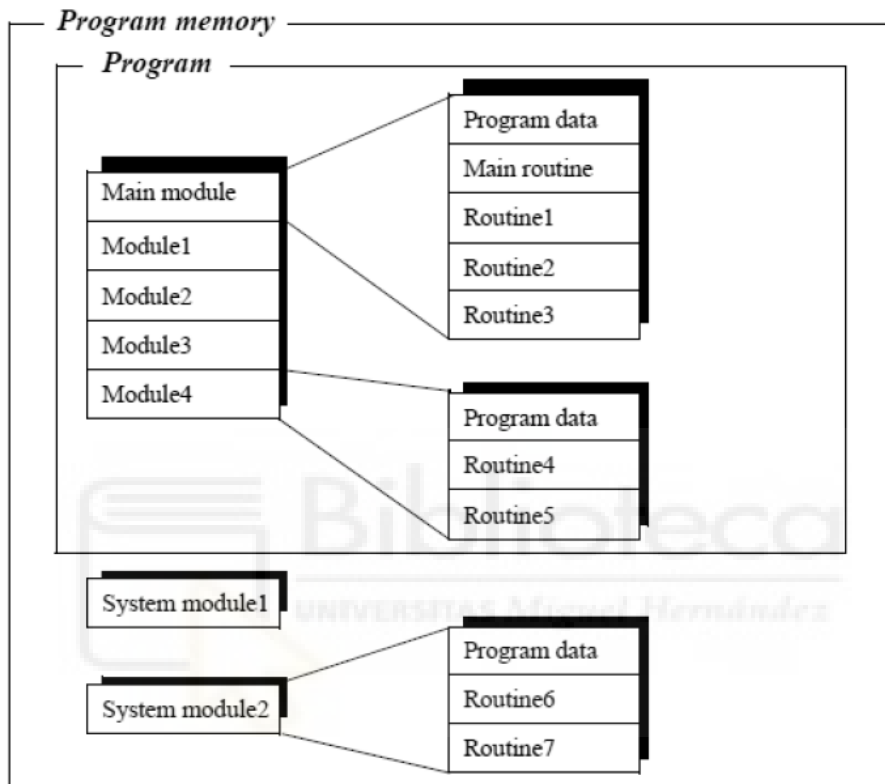 Program memory
Program
Main module
Module1
Module2
Module3
Module4
Program data
Main routine
Routine1
Routine2
Routine3
Program data
Routine4
Routine5
Biblioteca
UNIVERSITAS Miguel Hernández
System module1
System module2
Program data
Routine6
Routine7